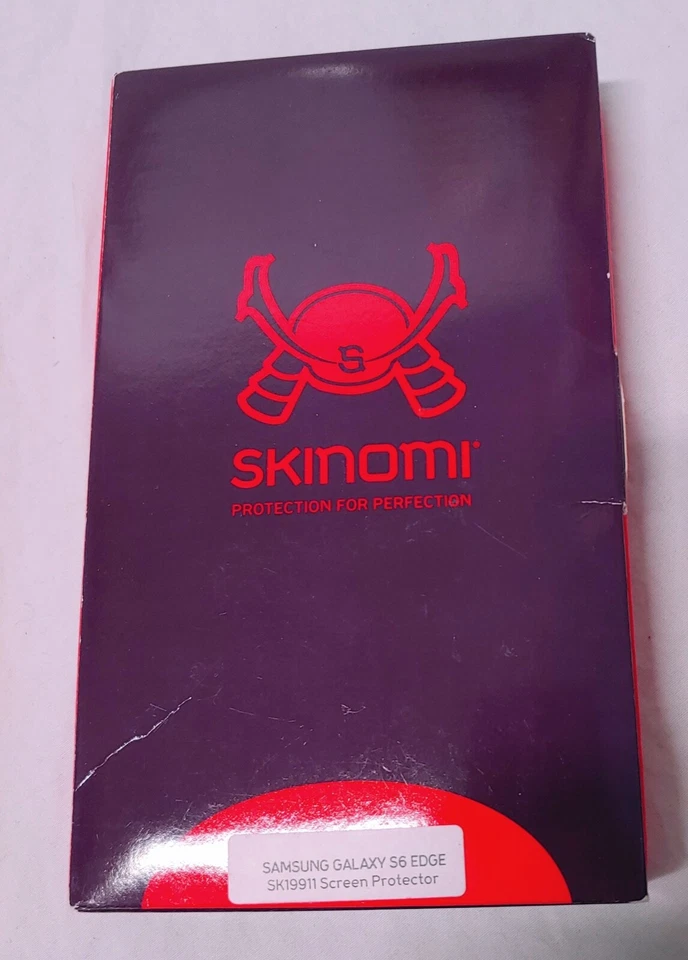 S
SKINOMI
PROTECTION FOR PERFECTION
SAMSUNG GALAXY S6 EDGE
SK19911 Screen Protector